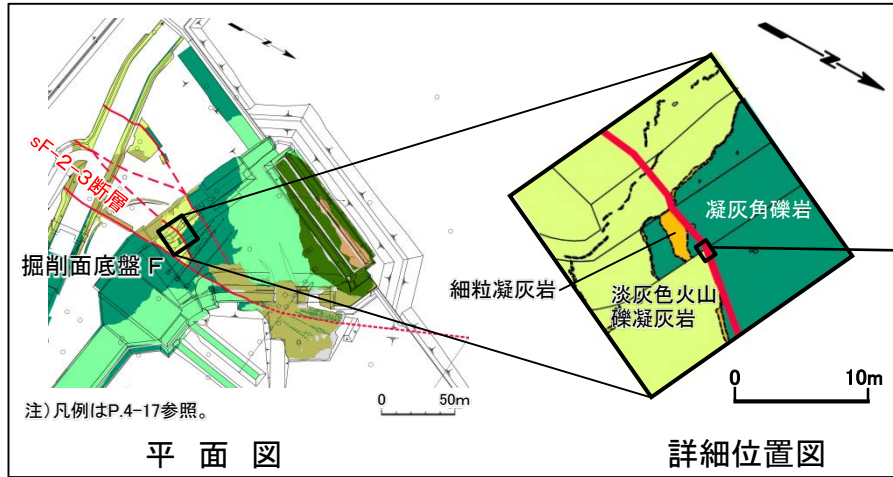 N
sF-2-3断層
掘削面底盤 F
注)凡例はP.4-17参照。
0 50m
平 面 図
N
凝灰角礫岩
細粒凝灰岩
淡灰色火山
礫凝灰岩
0 10m
詳細位置図